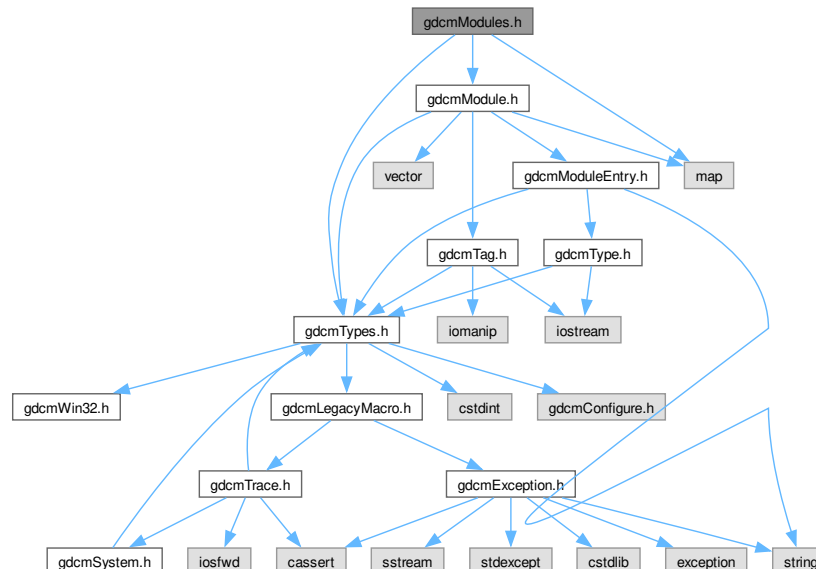 gdcmModules.h
gdcmModule.h
vector
gdcmModuleEntry.h
map
gdcmTag.h
gdcmType.h
gdcmTypes.h
iomanip
iostream
gdcmWin32.h
gdcmLegacyMacro.h
cstdint
gdcmConfigure.h
gdcmTrace.h
gdcmException.h
gdcmSystem.h
iosfwd
cassert
sstream
stdexcept
cstdlib
exception
string